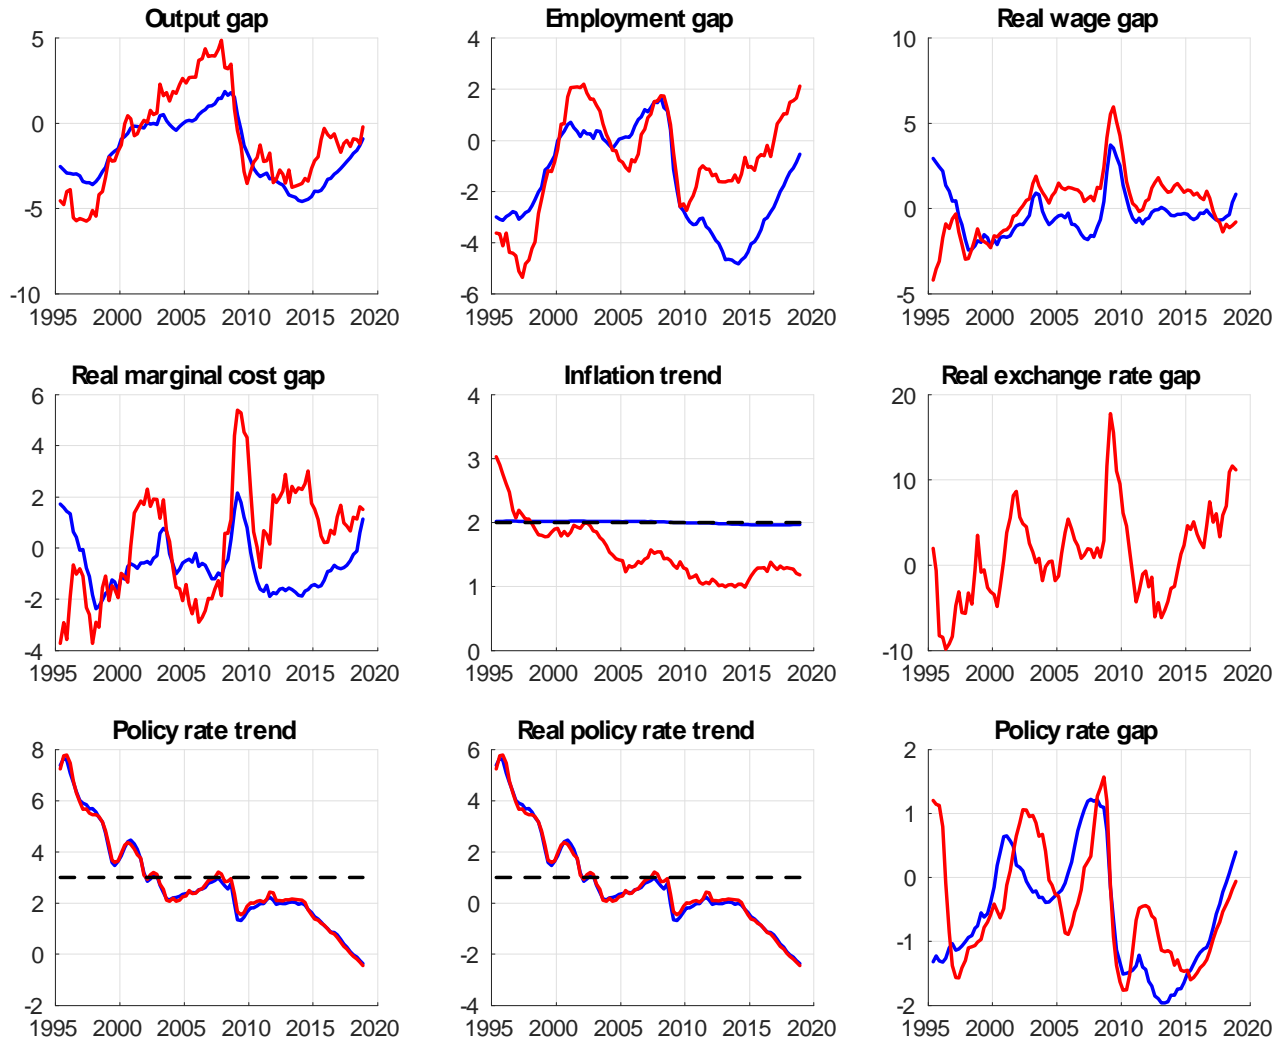 Output gap
5
0
-5
-10
1995 2000 2005 2010 2015 2020
Employment gap
4
2
0
-2
-4
-6
1995 2000 2005 2010 2015 2020
Real wage gap
10
5
0
-5
1995 2000 2005 2010 2015 2020
Real marginal cost gap
6
4
2
0
-2
-4
1995 2000 2005 2010 2015 2020
Inflation trend
4
3
2
1
0
1995 2000 2005 2010 2015 2020
Real exchange rate gap
20
10
0
-10
1995 2000 2005 2010 2015 2020
Policy rate trend
8
6
4
2
0
-2
1995 2000 2005 2010 2015 2020
Real policy rate trend
6
4
2
0
-2
-4
1995 2000 2005 2010 2015 2020
Policy rate gap
2
1
0
-1
-2
1995 2000 2005 2010 2015 2020